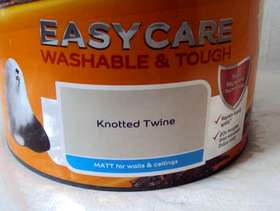 EASYCARE
WASHABLE & TOUGH
Knotted Twine
MATT for walls & ceilings